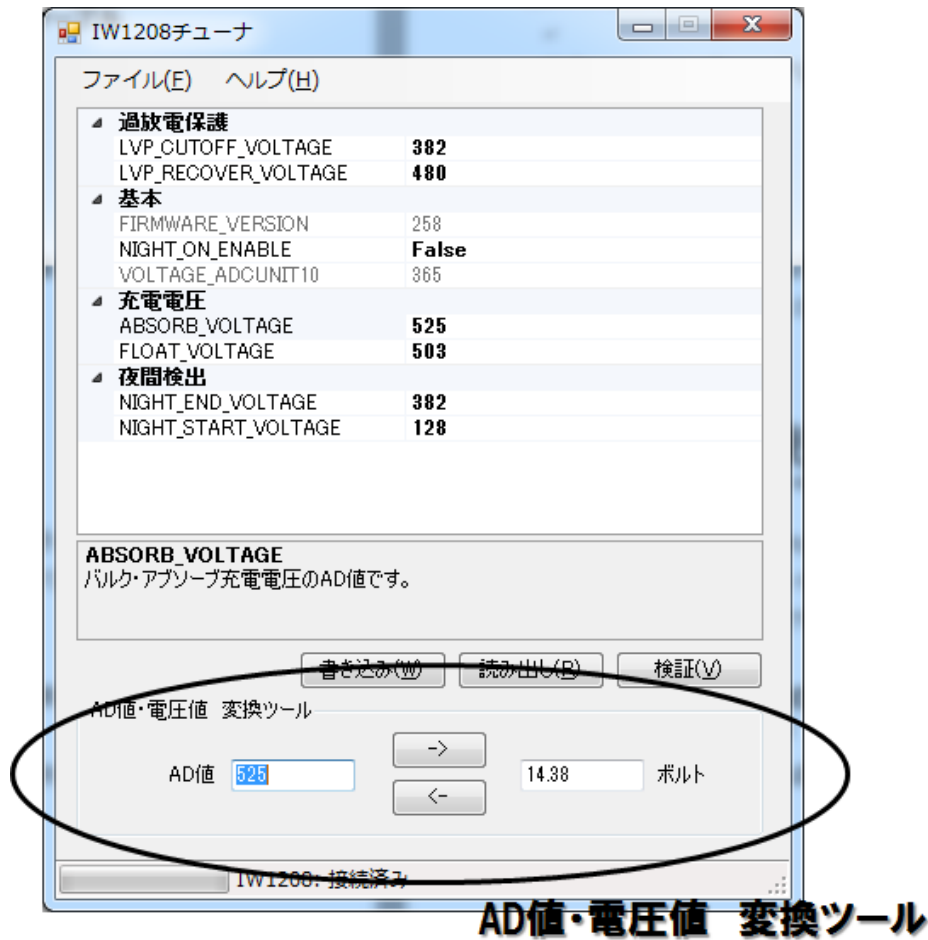 IW1208チューナ
ファイル(F) ヘルプ(H)
過放電保護
LVP_CUTOFF_VOLTAGE 382
LVP_RECOVER_VOLTAGE 480
基本
FIRMWARE_VERSION 258
NIGHT_ON_ENABLE False
VOLTAGE_ADCUNIT10 365
充電電圧
ABSORB_VOLTAGE 525
FLOAT_VOLTAGE 503
夜間検出
NIGHT_END_VOLTAGE 382
NIGHT_START_VOLTAGE 128
ABSORB_VOLTAGE
バルク・アブソーブ充電電圧のAD値です。
書き込み(W) 読み出し(R) 検証(V)
AD値・電圧値 変換ツール
->
AD値 525 14.38 ボルト
<-
IW1208: 接続済み
AD値・電圧値 変換ツール